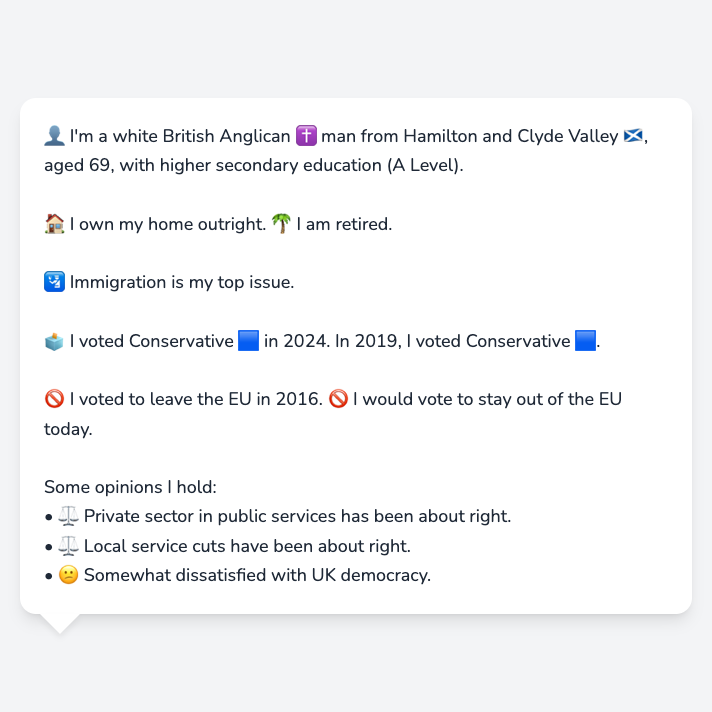 👤 I'm a white British Anglican ✝️ man from Hamilton and Clyde Valley 🏴󠁧󠁢󠁳󠁣󠁴󠁿,
aged 69, with higher secondary education (A Level).
🏠 I own my home outright. 🌴 I am retired.
🛂 Immigration is my top issue.
🗳️ I voted Conservative 🟦 in 2024. In 2019, I voted Conservative 🟦.
🚫 I voted to leave the EU in 2016. 🚫 I would vote to stay out of the EU
today.
Some opinions I hold:
• ⚖️ Private sector in public services has been about right.
• ⚖️ Local service cuts have been about right.
• 😕 Somewhat dissatisfied with UK democracy.